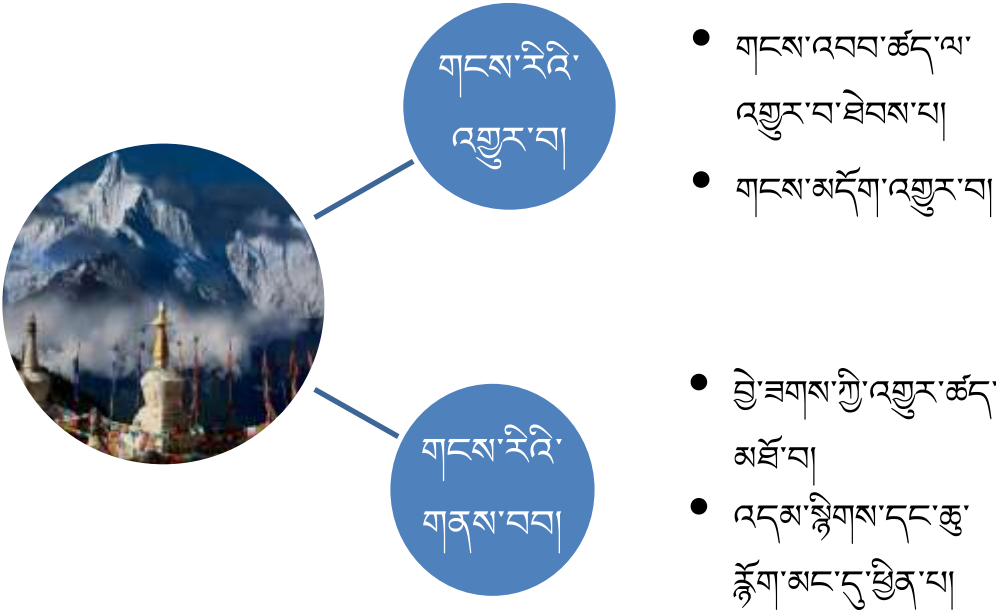 གངས་རིའི་
འགྱུར་བ།
• གངས་འབབ་ཚད་ལ་
འགྱུར་བ་ཐེབས་པ།
• གངས་མདོག་འགྱུར་བ།
གངས་རིའི་
གནས་བབ།
• བྱེ་ཟགས་ཀྱི་འགྱུར་ཚད་
མཐོ་བ།
• འདམ་སྙིགས་དང་ཆུ་
རྙོག་མང་དུ་ཕྱིན་པ།